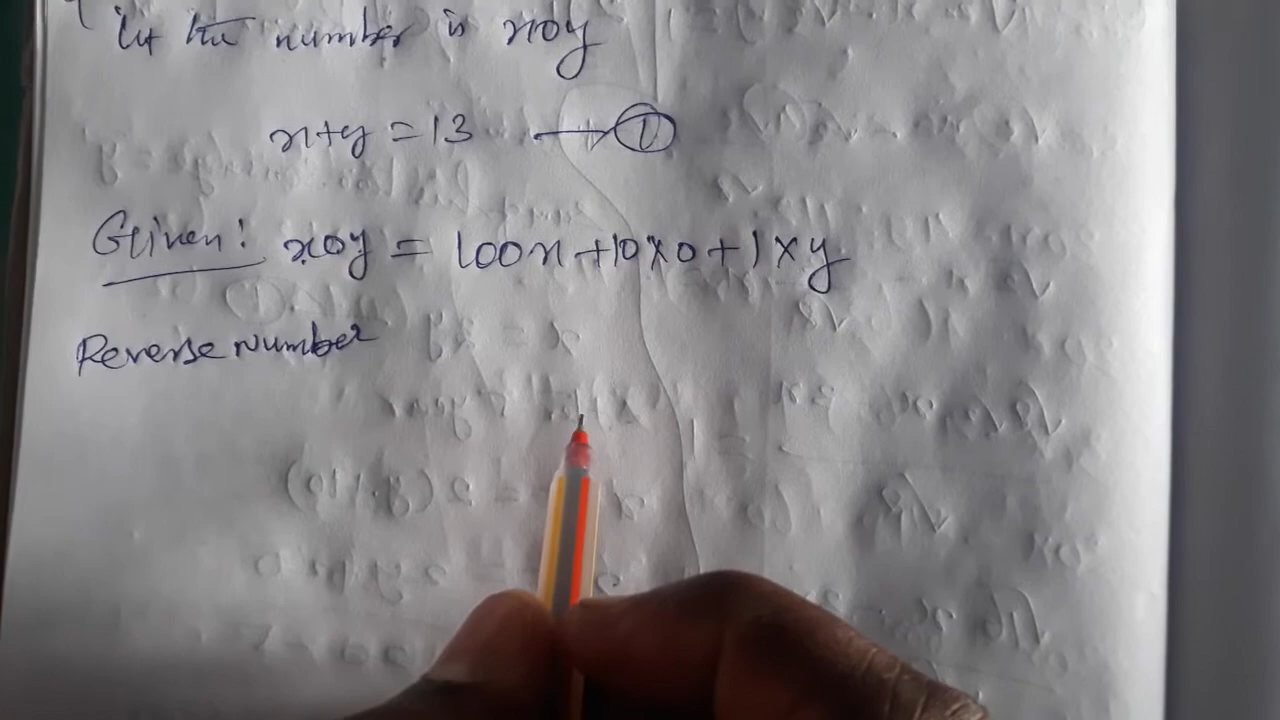 let the number is x0y
x+y = 13 → ①
Given: x0y = 100x + 10×0 + 1×y
Reverse number